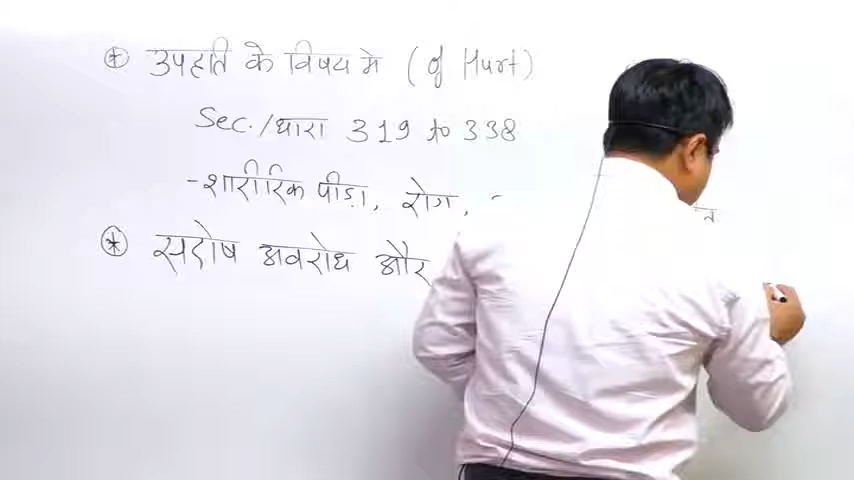 * उपहति के विषय मे (of Hurt)
Sec./धारा 319 to 338
- शारीरिक पीड़ा, रोग,
* सदोष अवरोध और